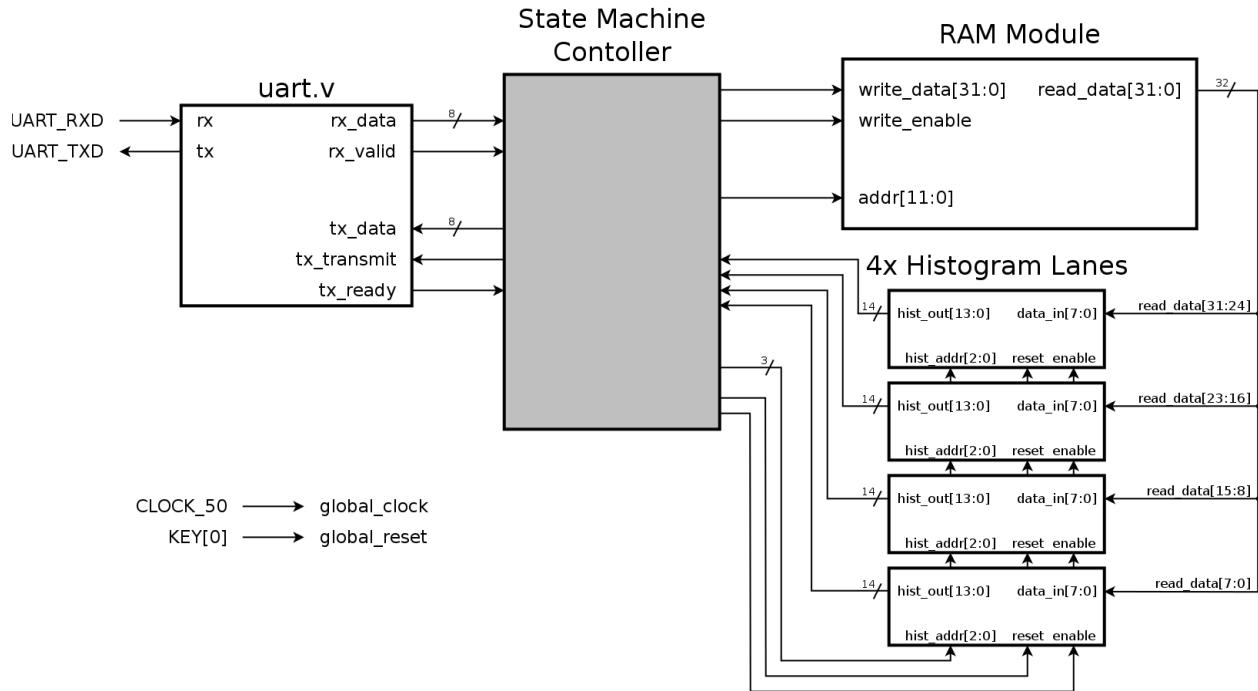 State Machine
Contoller
RAM Module
uart.v
write_data[31:0] read_data[31:0] 32
write_enable
addr[11:0]
UART_RXD rx rx_data 8
UART_TXD tx rx_valid
tx_data 8
tx_transmit
tx_ready
4x Histogram Lanes
14 hist_out[13:0] data_in[7:0] read_data[31:24]
hist_addr[2:0] reset enable
3
14 hist_out[13:0] data_in[7:0] read_data[23:16]
hist_addr[2:0] reset enable
14 hist_out[13:0] data_in[7:0] read_data[15:8]
hist_addr[2:0] reset enable
14 hist_out[13:0] data_in[7:0] read_data[7:0]
hist_addr[2:0] reset enable
CLOCK_50 global_clock
KEY[0] global_reset